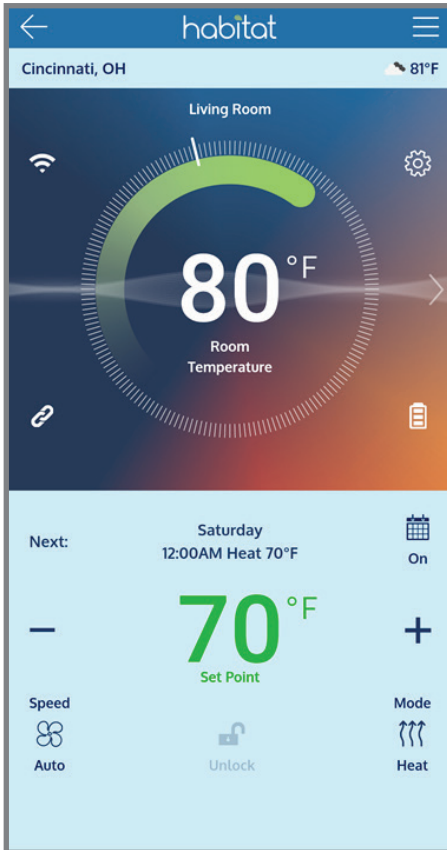 habitat
Cincinnati, OH
81°F
Living Room
80°F
Room
Temperature
Next:
Saturday
12:00AM Heat 70°F
On
70°F
Set Point
Speed
Auto
Unlock
Mode
Heat